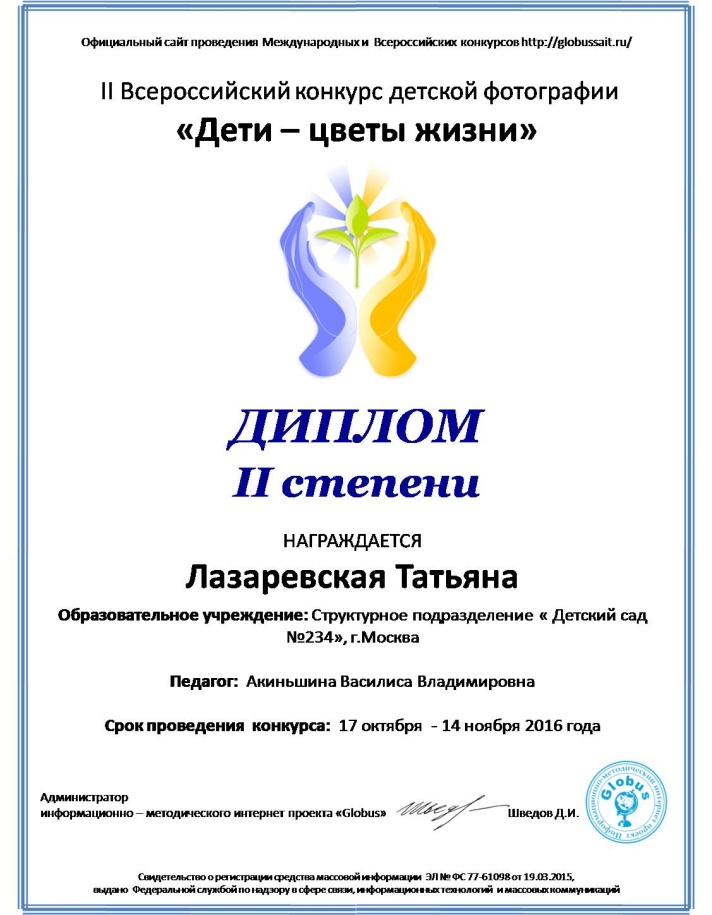 Официальный сайт проведения Международных и Всероссийских конкурсов http://globussait.ru/
II Всероссийский конкурс детской фотографии
«Дети – цветы жизни»
ДИПЛОМ
II степени
НАГРАЖДАЕТСЯ
Лазаревская Татьяна
Образовательное учреждение: Структурное подразделение « Детский сад
№234», г.Москва
Педагог: Акиньшина Василиса Владимировна
Срок проведения конкурса: 17 октября - 14 ноября 2016 года
Администратор
информационно – методического интернет проекта «Globus» Шведов Д.И.
Globus
Информационно-методический интернет проект
Свидетельство о регистрации средства массовой информации ЭЛ № ФС 77-61098 от 19.03.2015,
выдано Федеральной службой по надзору в сфере связи, информационных технологий и массовых коммуникаций